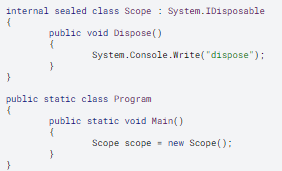 internal sealed class Scope : System.IDisposable
{
        public void Dispose()
        {
                System.Console.Write("dispose");
        }
}

public static class Program
{
        public static void Main()
        {
                Scope scope = new Scope();
        }
}